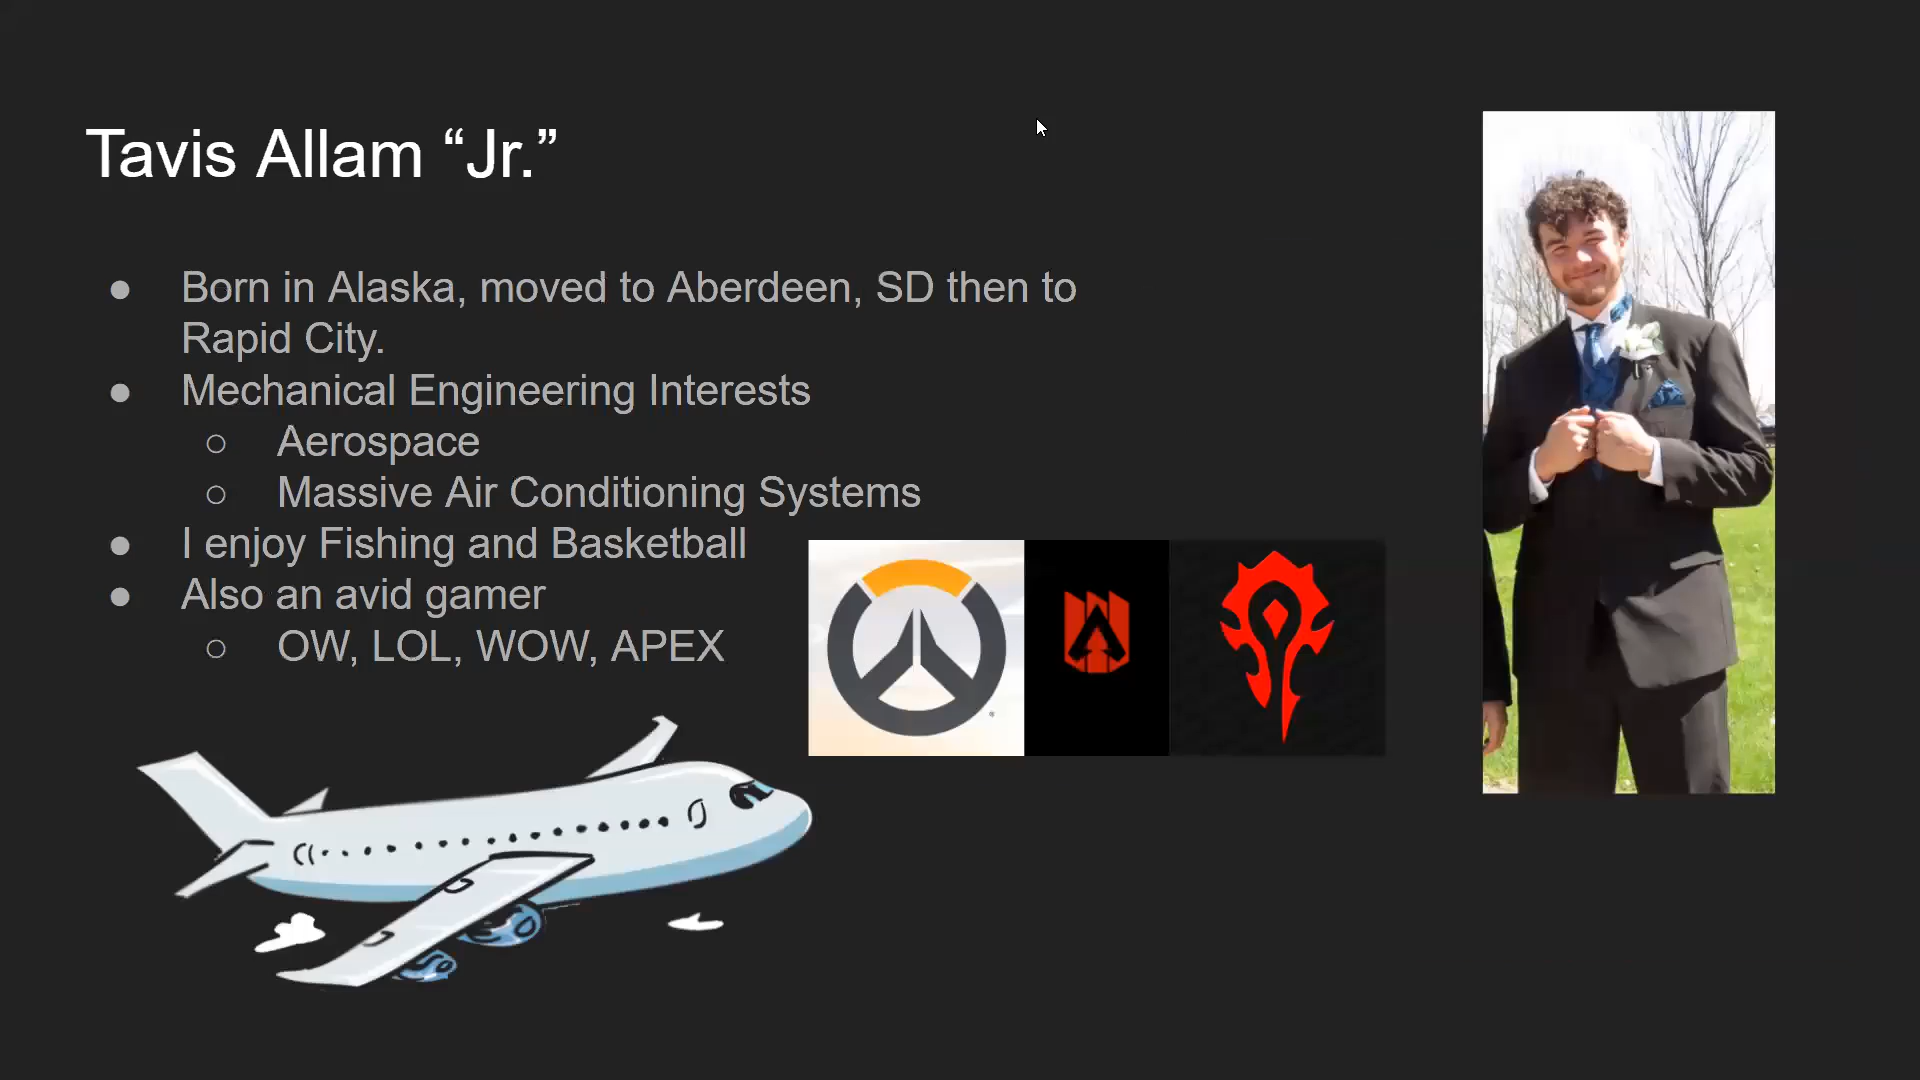 Tavis Allam “Jr.”
● Born in Alaska, moved to Aberdeen, SD then to
Rapid City.
● Mechanical Engineering Interests
○ Aerospace
○ Massive Air Conditioning Systems
● I enjoy Fishing and Basketball
● Also an avid gamer
○ OW, LOL, WOW, APEX